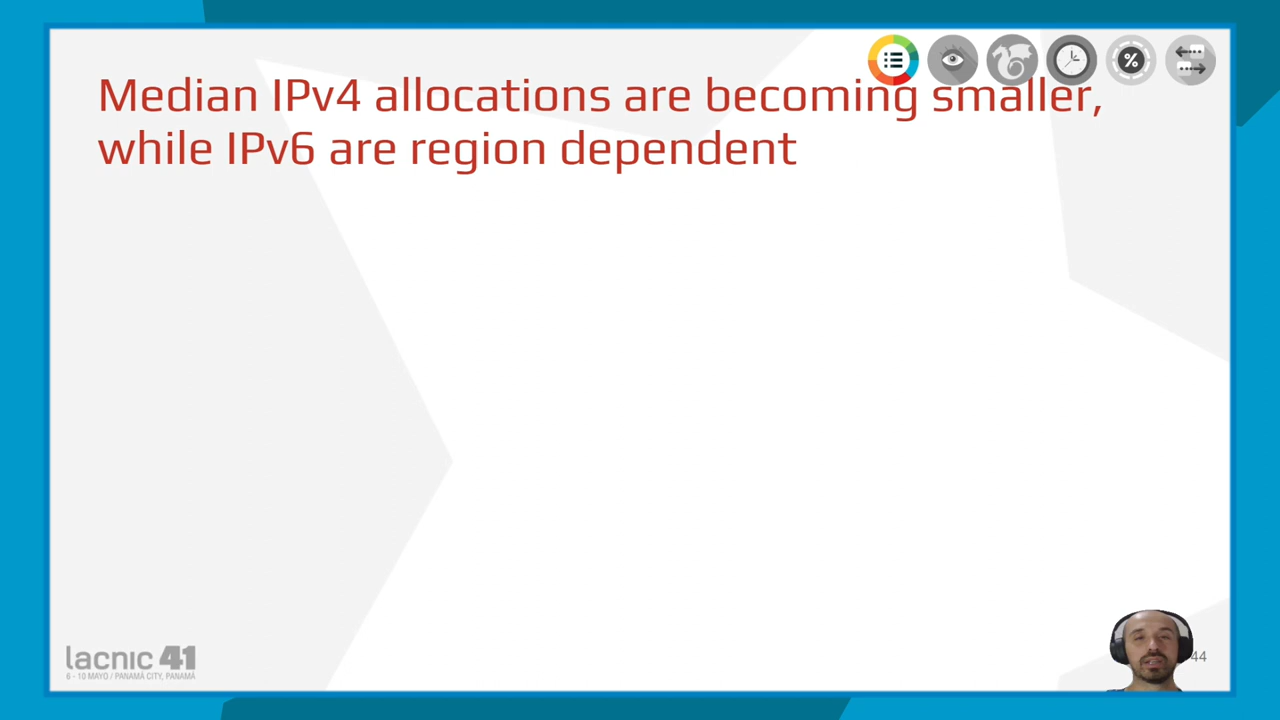 Median IPv4 allocations are becoming smaller,
while IPv6 are region dependent
%
lacnic 41
6 - 10 MAYO / PANAMÁ CITY, PANAMÁ
44